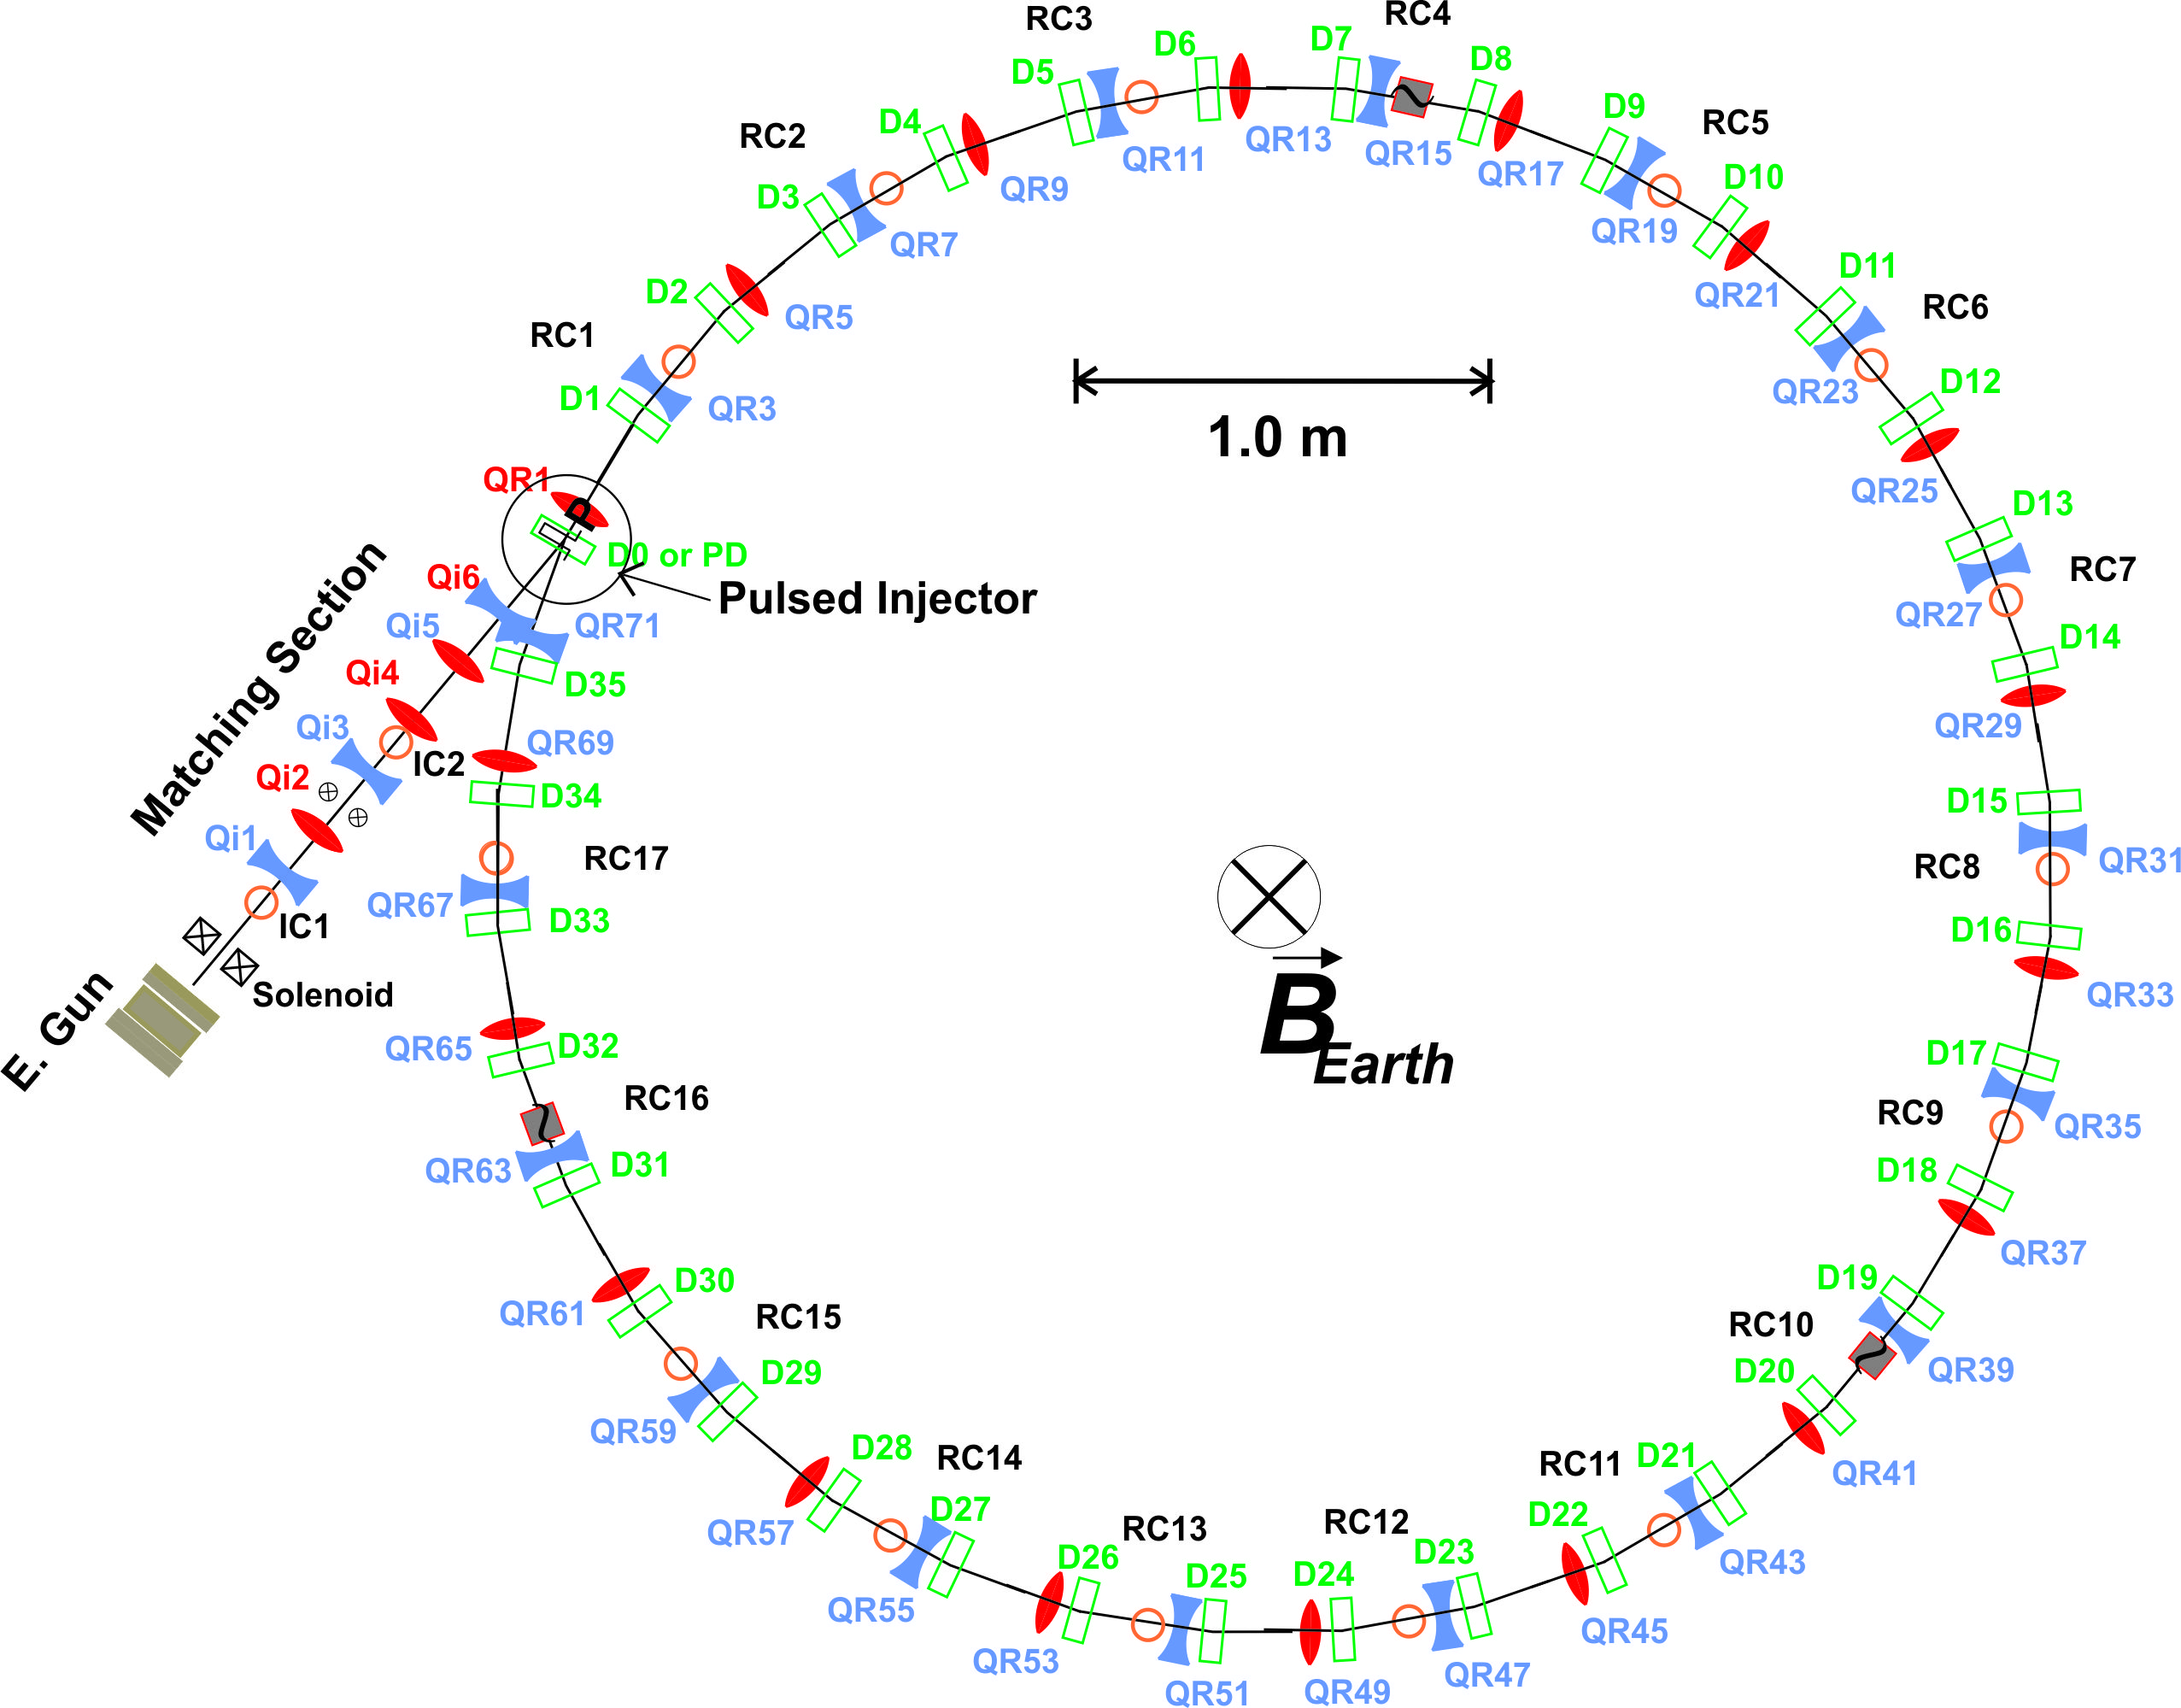 RC3
RC4
D6
D7
D8
D5
D9
RC5
RC2
D4
QR13
QR15
QR11
QR17
QR9
D10
D3
QR19
QR7
D11
D2
QR21
RC6
QR5
RC1
D12
QR23
D1
QR3
1.0 m
QR1
QR25
D13
P
D0 or PD
Pulsed Injector
Qi6
RC7
QR27
Qi5
QR71
D14
Qi4
D35
QR29
Matching Section
Qi3
QR69
IC2
Qi2
D34
D15
Qi1
RC17
RC8
QR31
QR67
D33
IC1
D16
Solenoid
QR33
E. Gun
B Earth
QR65
D32
D17
RC16
RC9
QR35
QR63
D31
D18
QR37
D30
D19
QR61
RC15
RC10
D29
D20
QR39
QR59
D28
RC14
RC11
D21
QR41
D27
D22
QR57
RC13
RC12
D26
D23
QR43
D25
D24
QR55
QR45
QR53
QR47
QR51
QR49